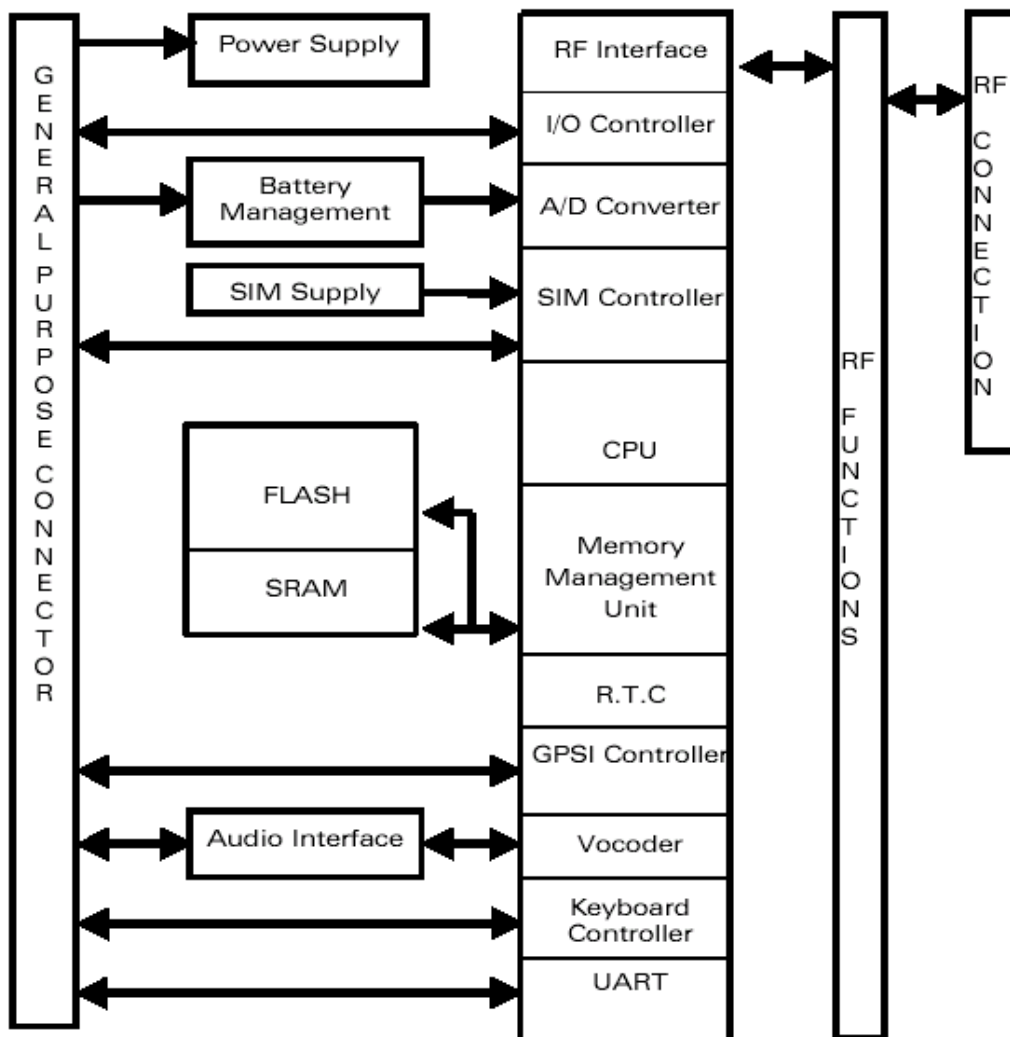 GENERAL PURPOSE CONNECTOR
Power Supply
Battery
Management
SIM Supply
FLASH
SRAM
Audio Interface
RF Interface
I/O Controller
A/D Converter
SIM Controller
CPU
Memory
Management
Unit
R.T.C
GPSI Controller
Vocoder
Keyboard
Controller
UART
RF FUNCTIONS
RF CONNECTION